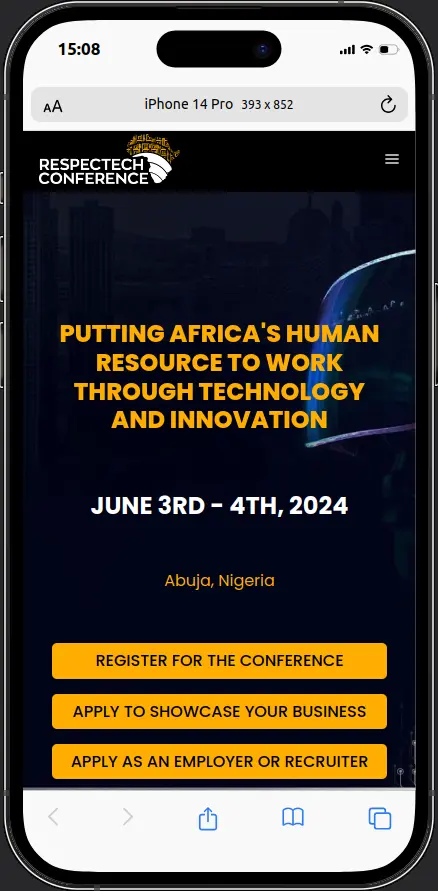 15:08
AA
iPhone 14 Pro 393 x 852
RESPECTECH
CONFERENCE
PUTTING AFRICA'S HUMAN
RESOURCE TO WORK
THROUGH TECHNOLOGY
AND INNOVATION
JUNE 3RD - 4TH, 2024
Abuja, Nigeria
REGISTER FOR THE CONFERENCE
APPLY TO SHOWCASE YOUR BUSINESS
APPLY AS AN EMPLOYER OR RECRUITER